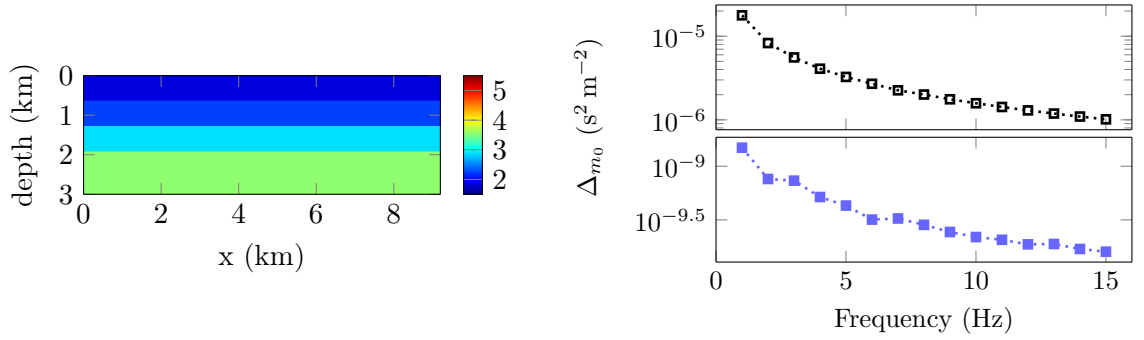 0
1
2
3
depth (km)
0 2 4 6 8
x (km)
5
4
3
2
10^{-5}
10^{-6}
Δ_{m_0} (s^2 m^{-2})
10^{-9}
10^{-9.5}
0 5 10 15
Frequency (Hz)